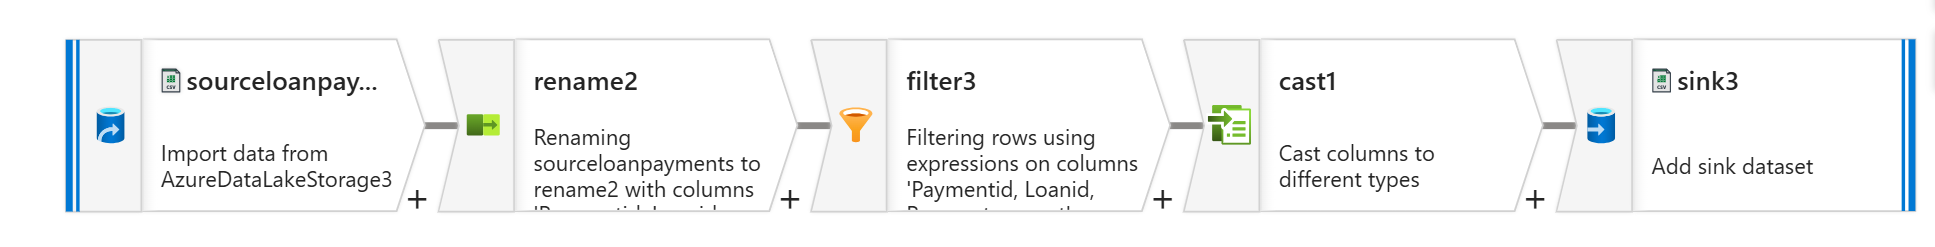 sourceloanpay...
Import data from
AzureDataLakeStorage3
rename2
Renaming
sourceloanpayments to
rename2 with columns
filter3
Filtering rows using
expressions on columns
'Paymentid, Loanid,
cast1
Cast columns to
different types
sink3
Add sink dataset